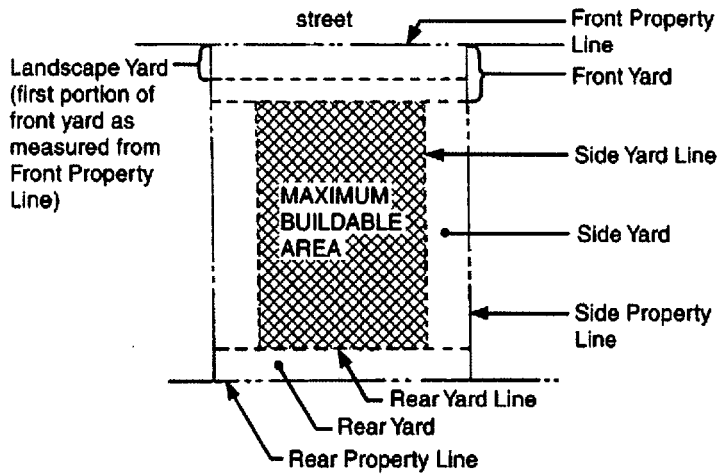 street
Front Property
Line
Landscape Yard
(first portion of
front yard as
measured from
Front Property
Line)
Front Yard
Side Yard Line
MAXIMUM
BUILDABLE
AREA
Side Yard
Side Property
Line
Rear Yard Line
Rear Yard
Rear Property Line